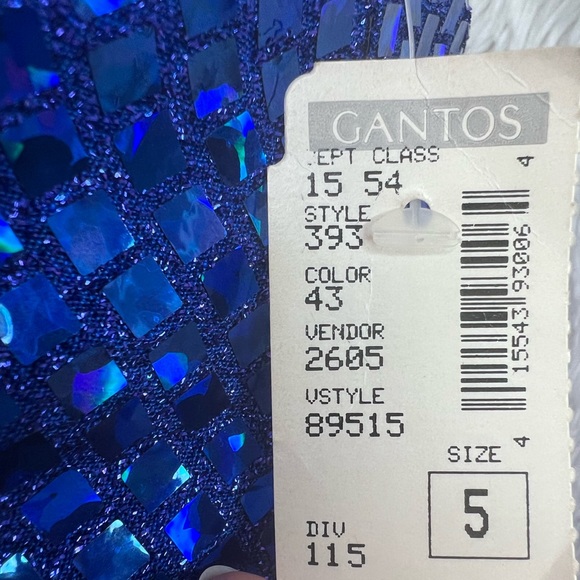 GANTOS
DEPT CLASS
15 54
STYLE
393
COLOR
43
VENDOR
2605
VSTYLE
89515
SIZE
5
DIV
115
4
15543 93006
4